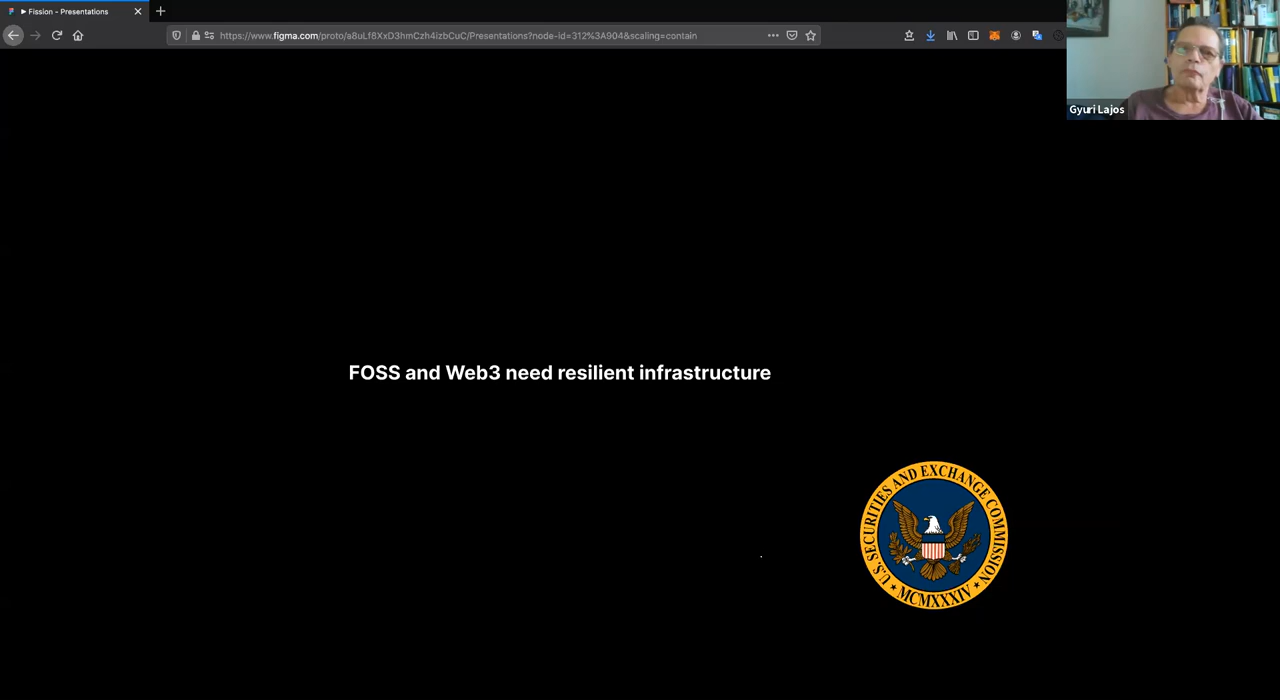 Fission - Presentations
https://www.figma.com/proto/a8uLf8XxD3hmCzh4izbCuC/Presentations?node-id=312%3A904&scaling=contain
Gyuri Lajos
FOSS and Web3 need resilient infrastructure
U.S. SECURITIES AND EXCHANGE COMMISSION
MCMXXXIV